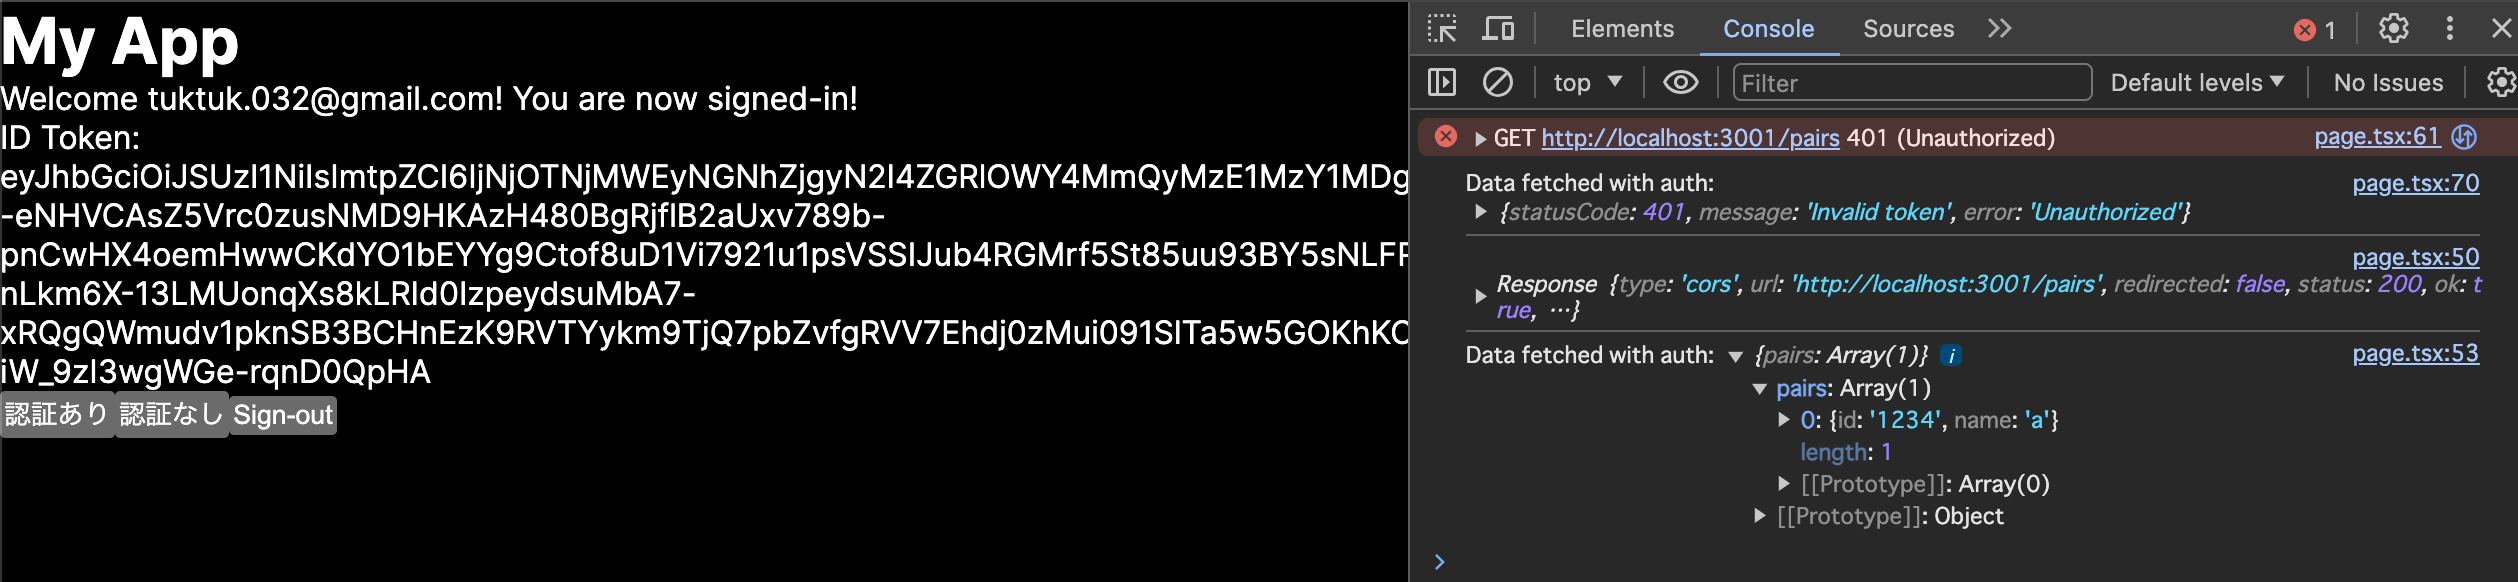 My App
Welcome tuktuk.032@gmail.com! You are now signed-in!
ID Token:
eyJhbGciOiJSUzI1NiIsImtpZCI6IjNjOTNjMWEyNGNhZjgyN2I4ZGRlOWY4MmQyMzE1MzY1MDg
-eNHVCAsZ5Vrc0zusNMD9HKAzH480BgRjfIB2aUxv789b-
pnCwHX4oemHwwCKdYO1bEYYg9Ctof8uD1Vi7921u1psVSSIJub4RGMrf5St85uu93BY5sNLFF
nLkm6X-13LMUonqXs8kLRId0IzpeydsuMbA7-
xRQgQWmudv1pknSB3BCHnEzK9RVTYykm9TjQ7pbZvfgRVV7Ehdj0zMui091SlTa5w5GOKhKC
iW_9zI3wgWGe-rqnD0QpHA
認証あり 認証なし Sign-out
Elements Console Sources 1
top Filter Default levels No Issues
GET http://localhost:3001/pairs 401 (Unauthorized) page.tsx:61
Data fetched with auth: page.tsx:70
{statusCode: 401, message: 'Invalid token', error: 'Unauthorized'}
page.tsx:50
Response {type: 'cors', url: 'http://localhost:3001/pairs', redirected: false, status: 200, ok: t
rue, …}
Data fetched with auth: {pairs: Array(1)} i page.tsx:53
pairs: Array(1)
0: {id: '1234', name: 'a'}
length: 1
[[Prototype]]: Array(0)
[[Prototype]]: Object